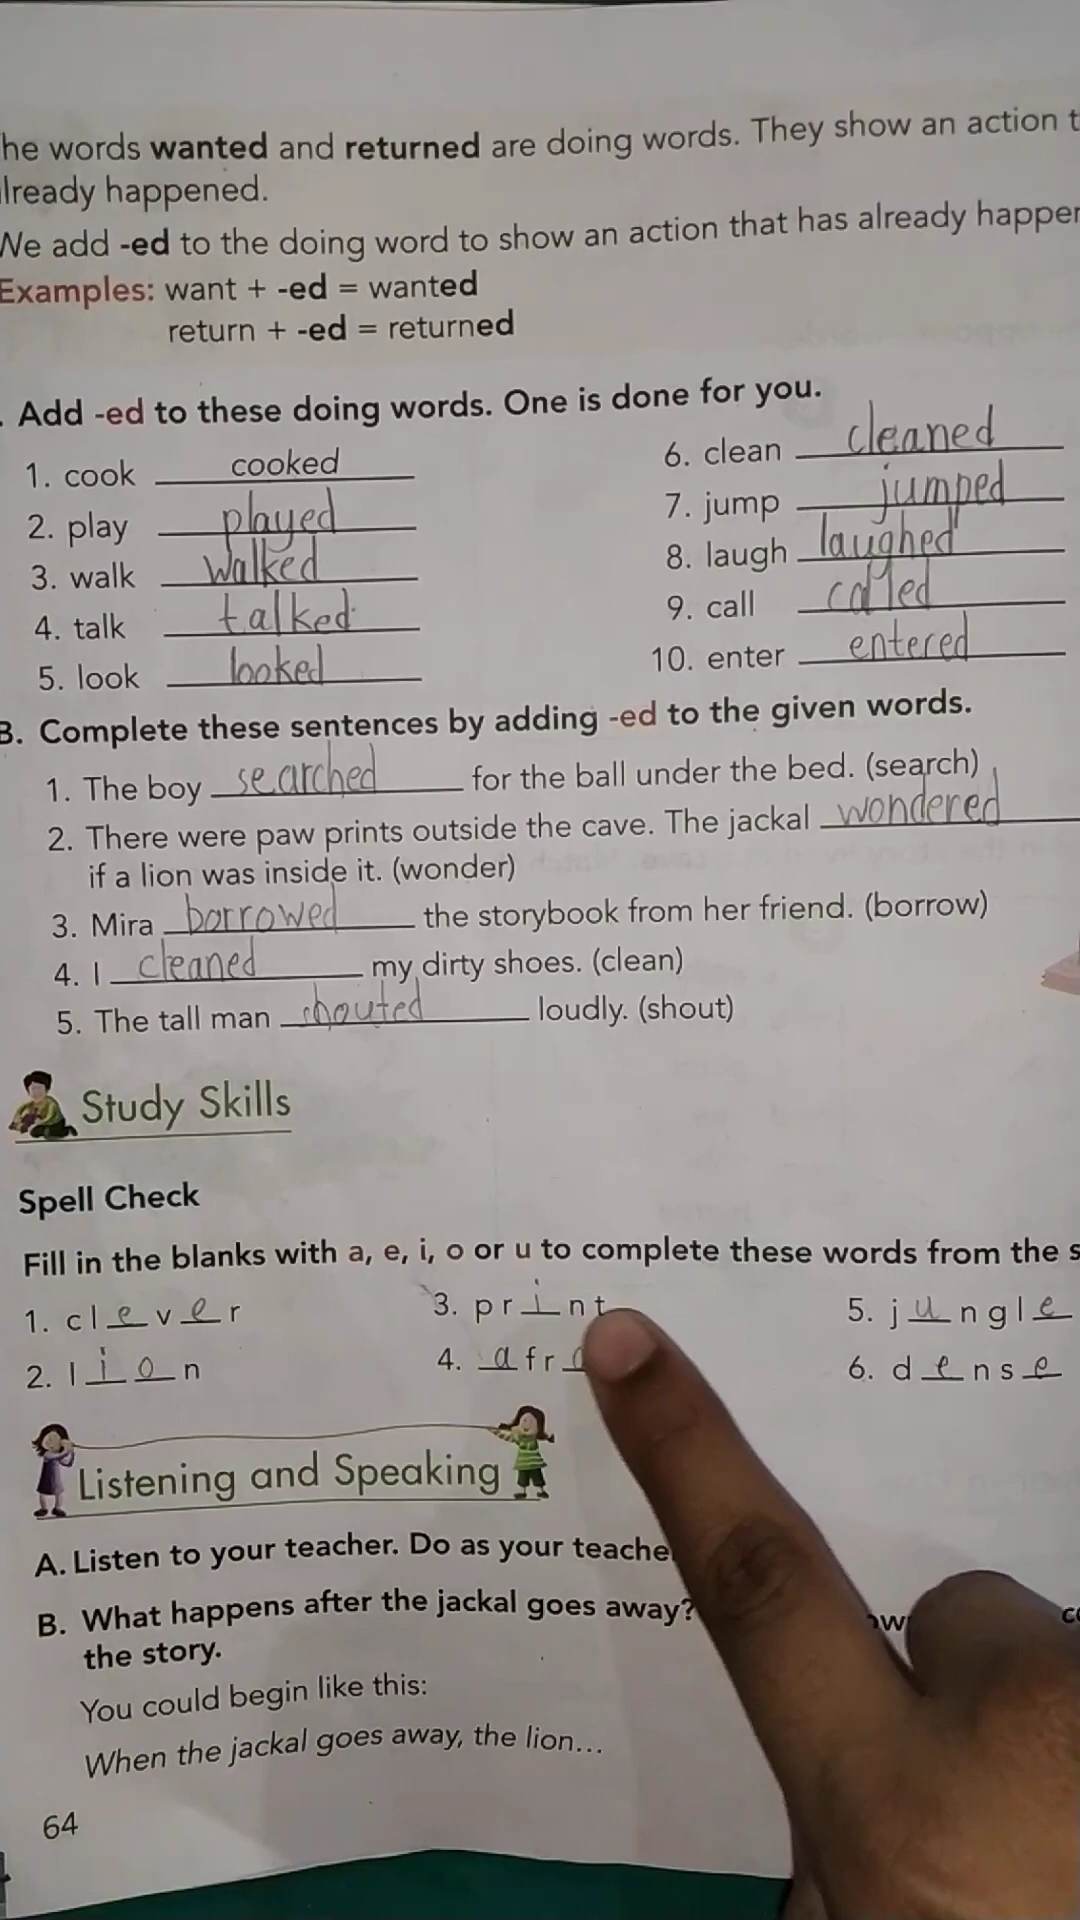 he words wanted and returned are doing words. They show an action t
lready happened.
We add -ed to the doing word to show an action that has already happen
Examples: want + -ed = wanted
return + -ed = returned
. Add -ed to these doing words. One is done for you.
1. cook cooked
2. play played
3. walk walked
4. talk talked
5. look looked
6. clean cleaned
7. jump jumped
8. laugh laughed
9. call called
10. enter entered
B. Complete these sentences by adding -ed to the given words.
1. The boy searched for the ball under the bed. (search)
2. There were paw prints outside the cave. The jackal wondered
if a lion was inside it. (wonder)
3. Mira borrowed the storybook from her friend. (borrow)
4. I cleaned my dirty shoes. (clean)
5. The tall man shouted loudly. (shout)
Study Skills
Spell Check
Fill in the blanks with a, e, i, o or u to complete these words from the s
1. clever
2. lion
3. print
4. afr
5. jungle
6. dense
Listening and Speaking
A. Listen to your teacher. Do as your teache
B. What happens after the jackal goes away?
the story.
You could begin like this:
When the jackal goes away, the lion...
64